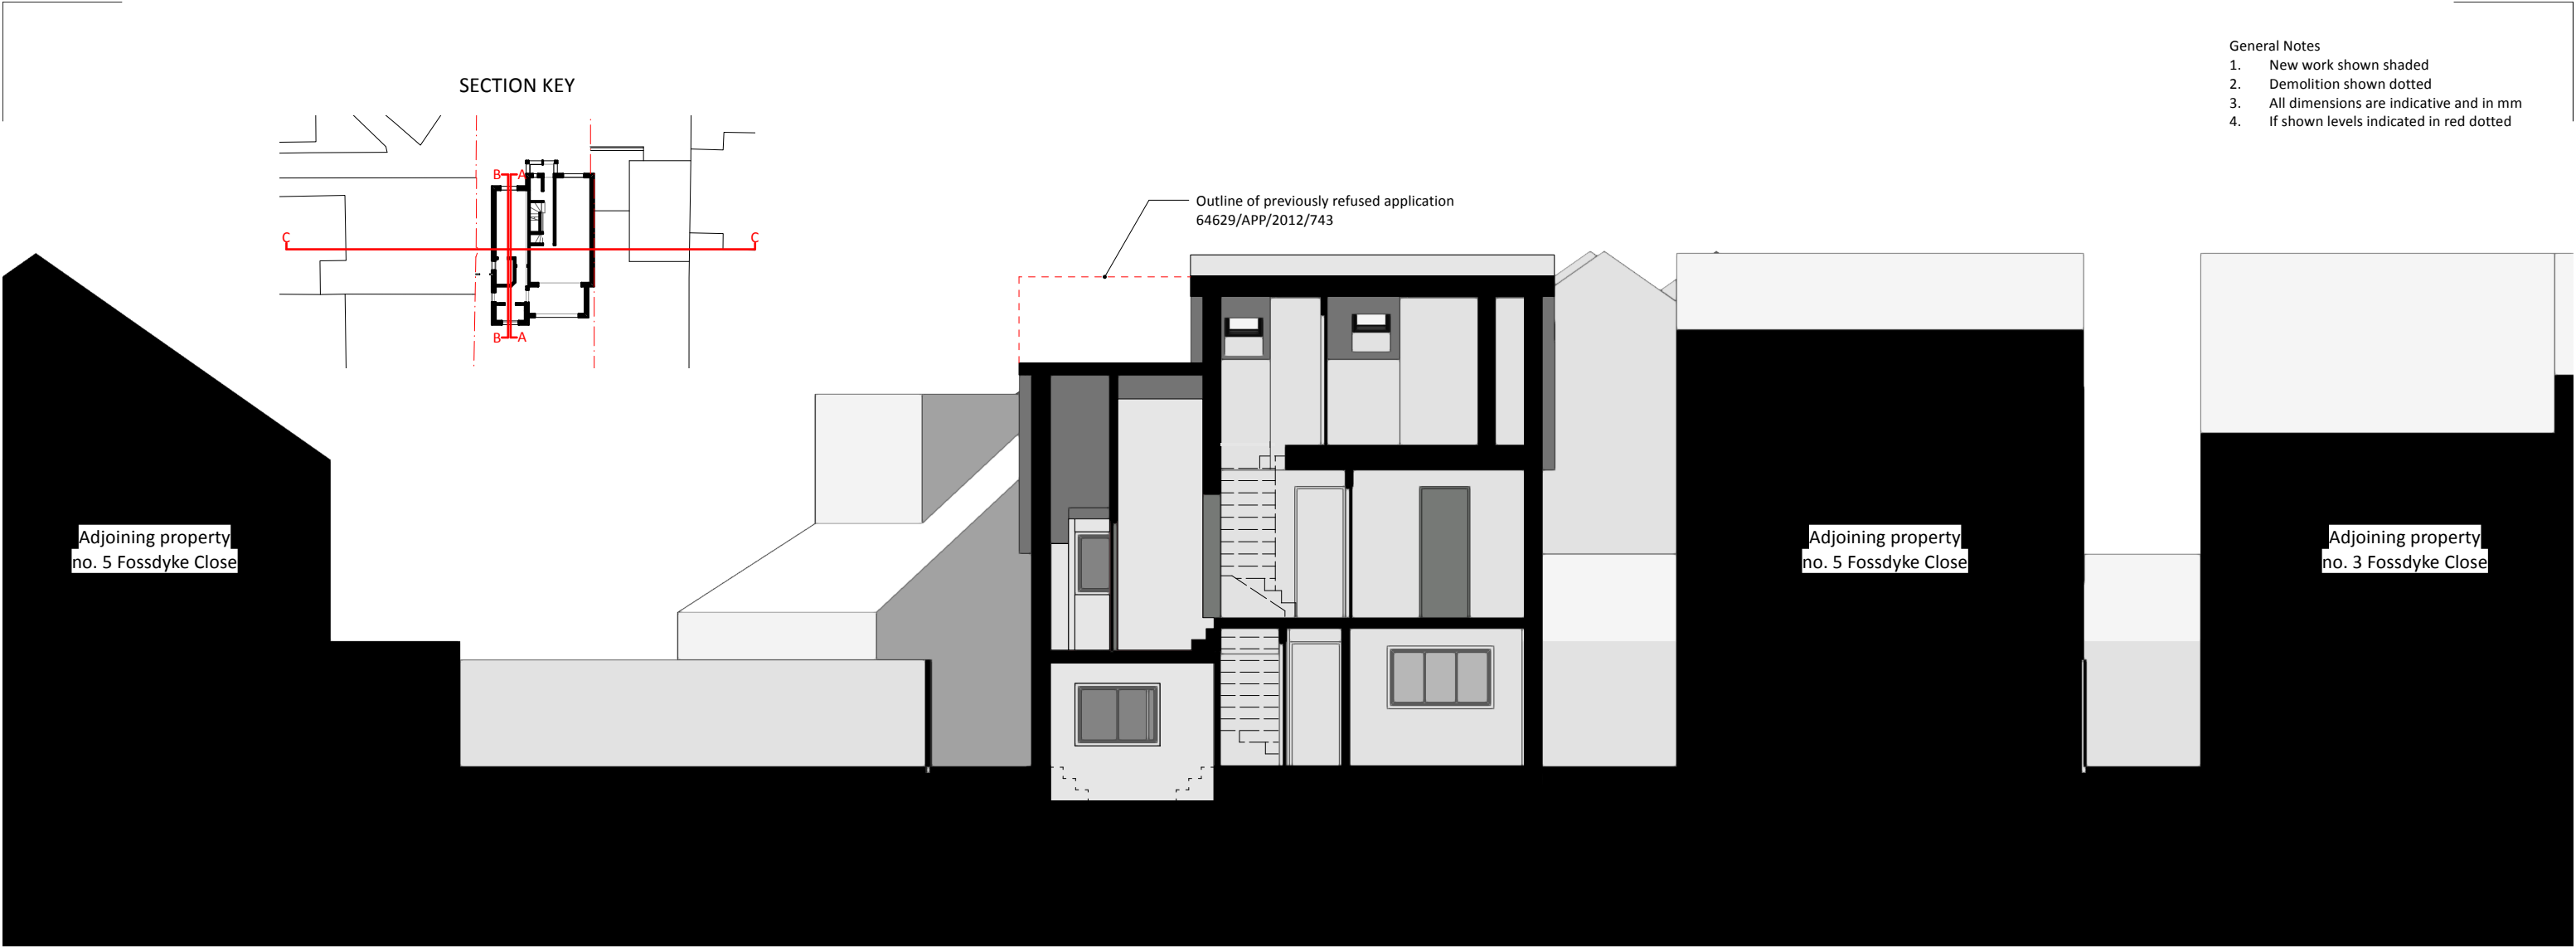 SECTION KEY
B A
C C
B A
General Notes
1. New work shown shaded
2. Demolition shown dotted
3. All dimensions are indicative and in mm
4. If shown levels indicated in red dotted
Outline of previously refused application
64629/APP/2012/743
Adjoining property
no. 5 Fossdyke Close
Adjoining property
no. 5 Fossdyke Close
Adjoining property
no. 3 Fossdyke Close